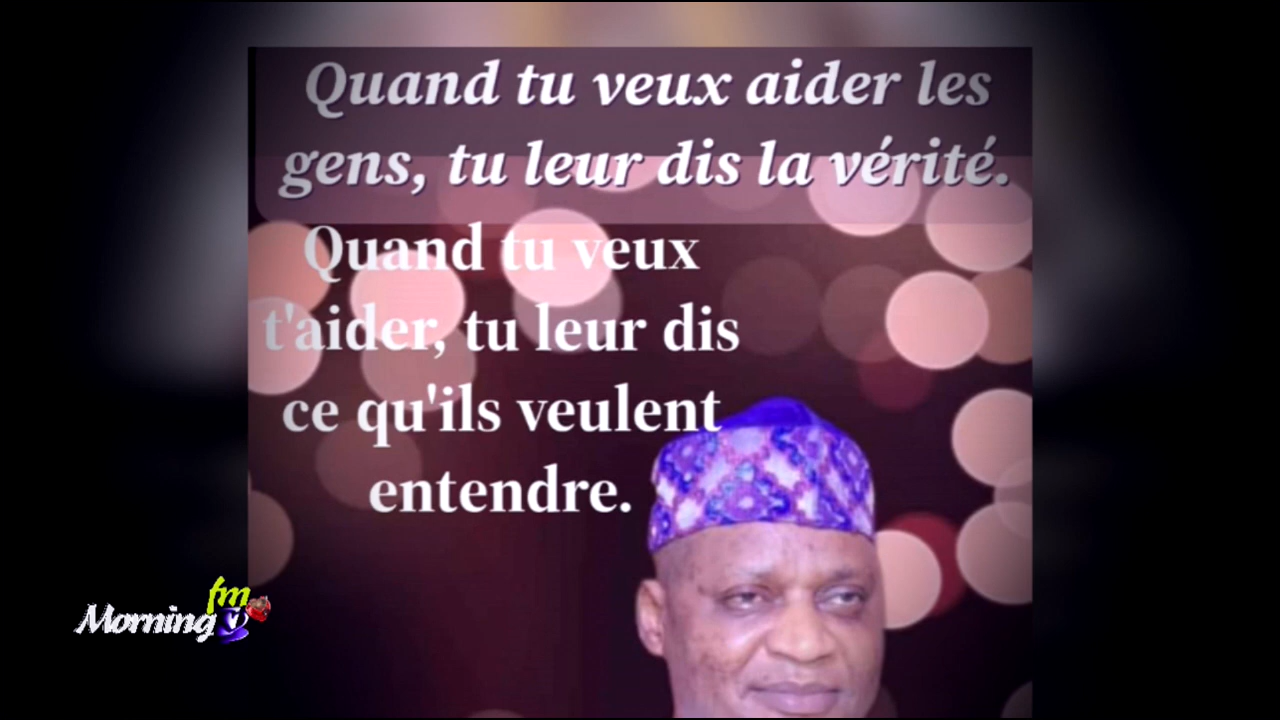 Quand tu veux aider les
gens, tu leur dis la vérité.
Quand tu veux
t'aider, tu leur dis
ce qu'ils veulent
entendre.
fm
Morning